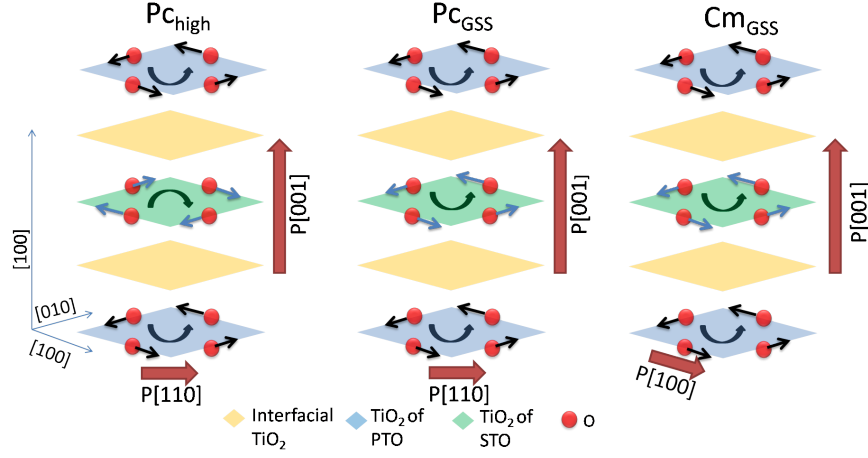 Pc_high
Pc_GSS
Cm_GSS
P[001]
P[001]
P[001]
[100]
[010]
[100]
P[110]
P[110]
P[100]
Interfacial
TiO₂
TiO₂ of
PTO
TiO₂ of
STO
O